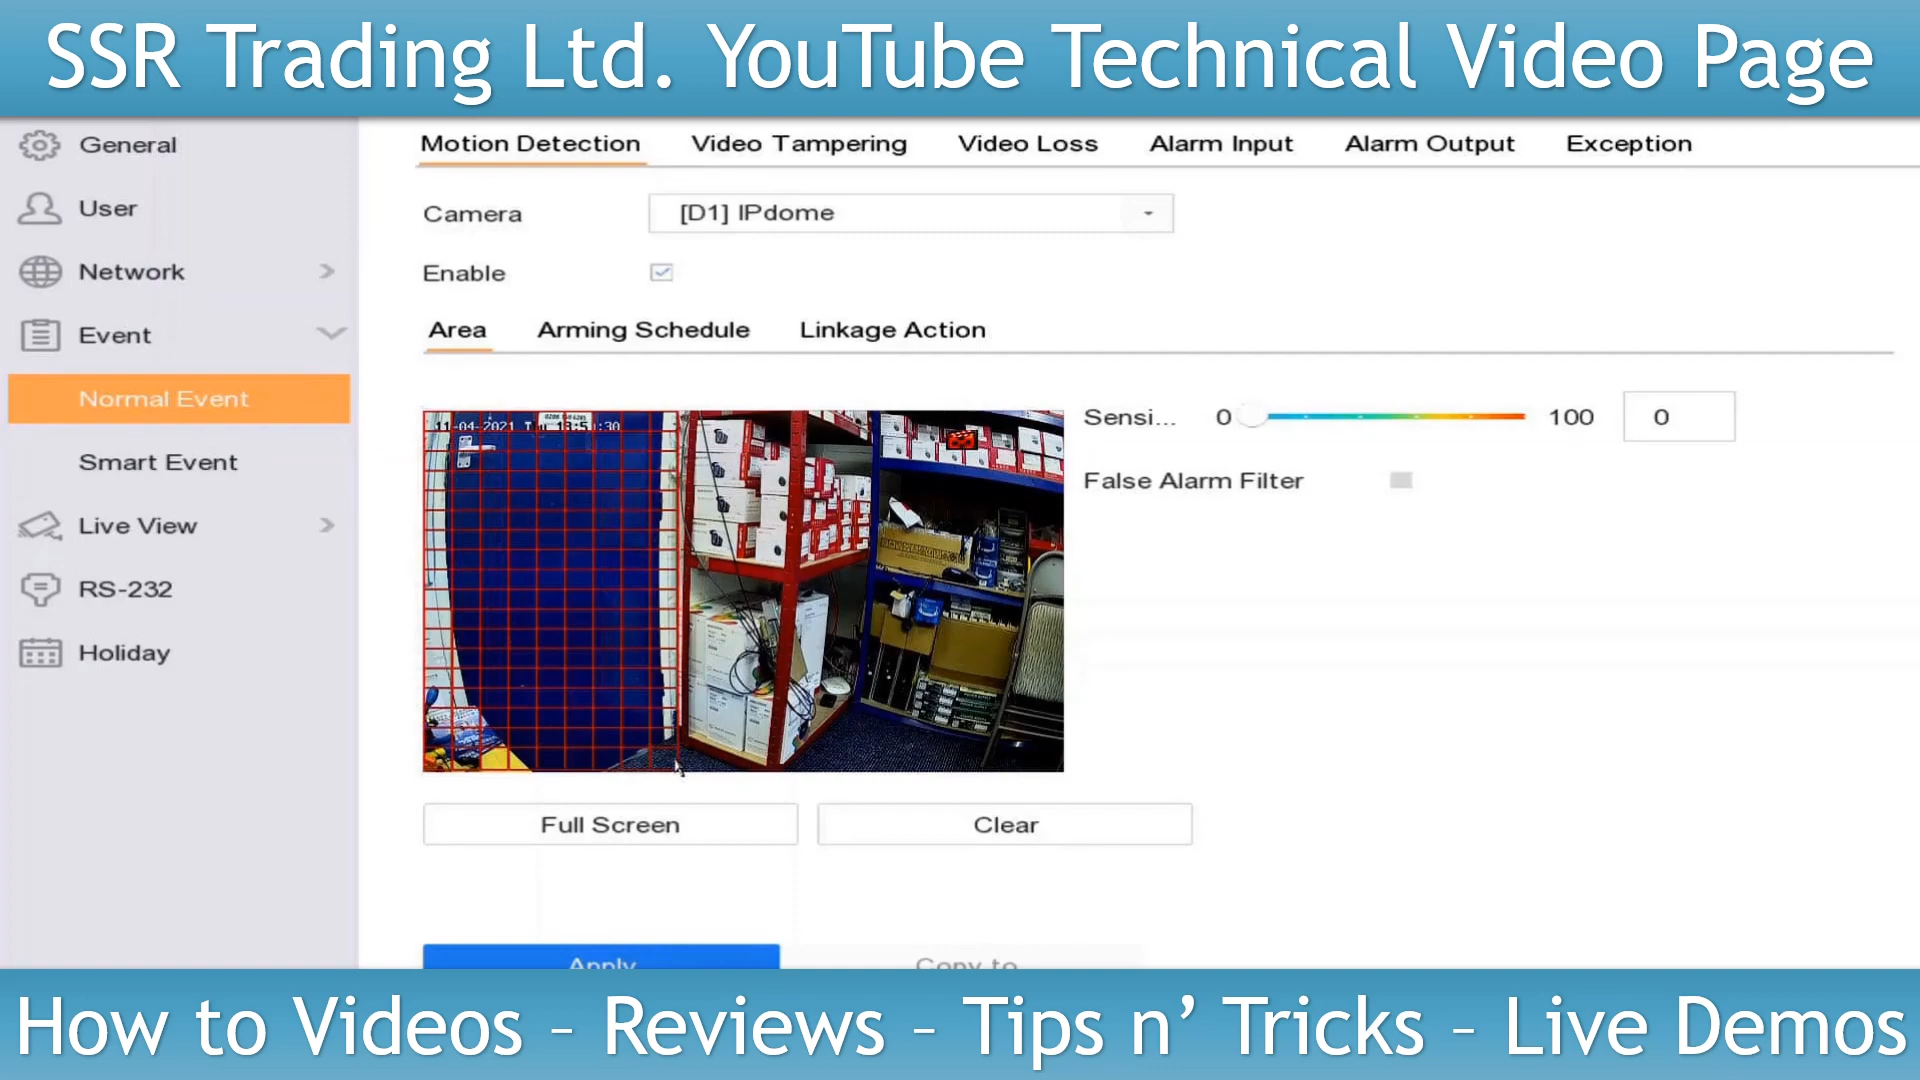 SSR Trading Ltd. YouTube Technical Video Page
General
User
Network
Event
Normal Event
Smart Event
Live View
RS-232
Holiday
Motion Detection Video Tampering Video Loss Alarm Input Alarm Output Exception
Camera [D1] IPdome
Enable
Area Arming Schedule Linkage Action
Sensi... 0 100 0
False Alarm Filter
Full Screen Clear
Apply Copy to
How to Videos – Reviews – Tips n’ Tricks – Live Demos